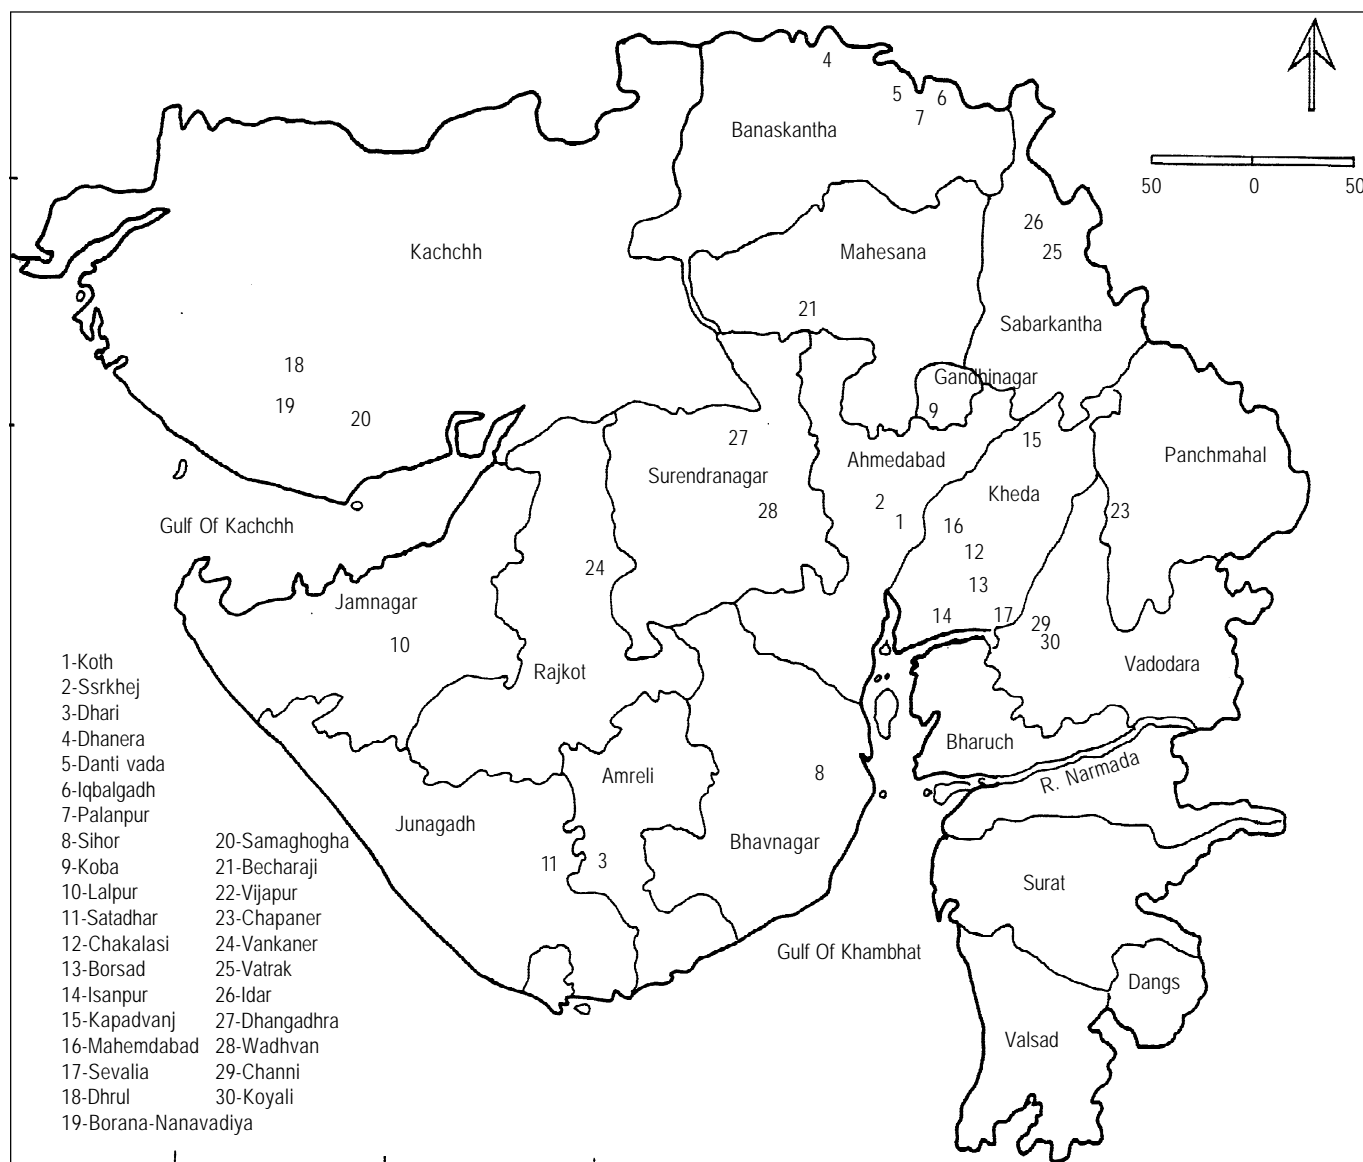 4
5
6
7
Banaskantha
50 0 50
26
25
Kachchh
Mahesana
21
Sabarkantha
18
Gandhinagar
19
20
9
27
15
Ahmedabad
Panchmahal
Surendranagar
Kheda
2
28
23
1
16
Gulf Of Kachchh
12
24
13
Jamnagar
14
17
29
10
30
Rajkot
Vadodara
Bharuch
R. Narmada
Amreli
8
Junagadh
Bhavnagar
11
3
Surat
Gulf Of Khambhat
Dangs
Valsad
1-Koth
2-Ssrkhej
3-Dhari
4-Dhanera
5-Danti vada
6-Iqbalgadh
7-Palanpur
8-Sihor
9-Koba
10-Lalpur
11-Satadhar
12-Chakalasi
13-Borsad
14-Isanpur
15-Kapadvanj
16-Mahemdabad
17-Sevalia
18-Dhrul
19-Borana-Nanavadiya
20-Samaghogha
21-Becharaji
22-Vijapur
23-Chapaner
24-Vankaner
25-Vatrak
26-Idar
27-Dhangadhra
28-Wadhvan
29-Channi
30-Koyali